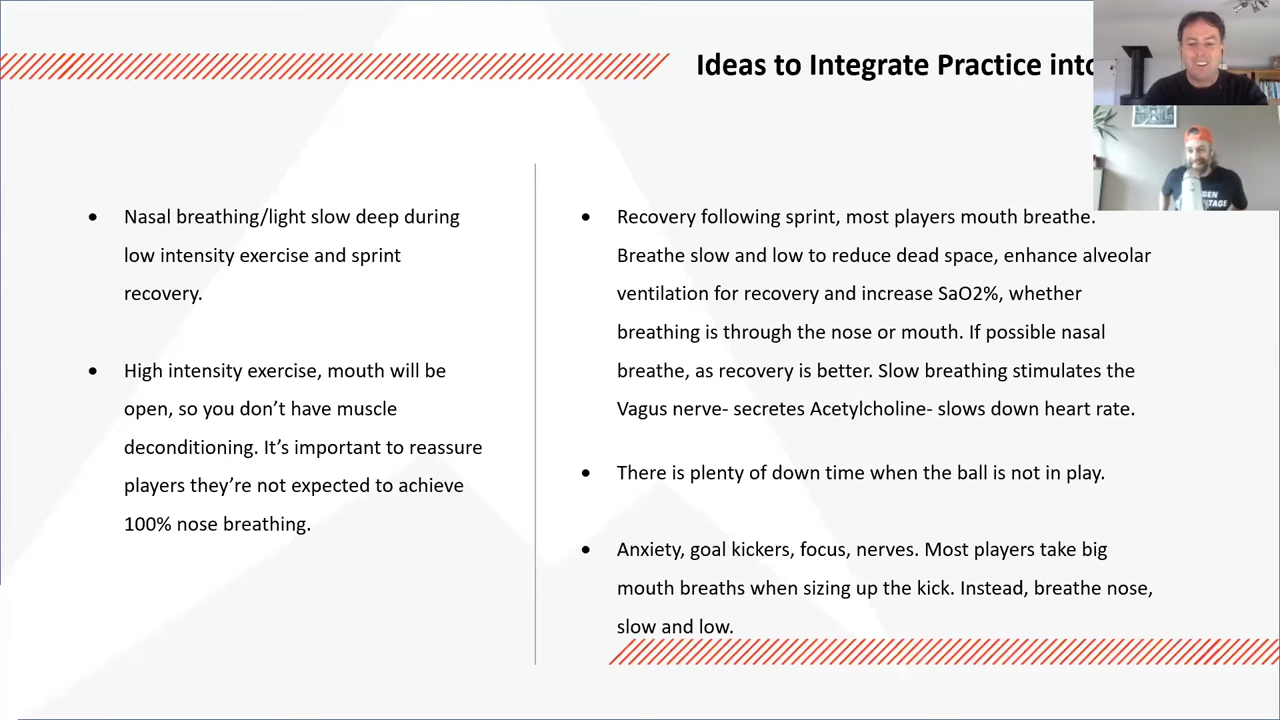 Ideas to Integrate Practice into
Nasal breathing/light slow deep during
low intensity exercise and sprint
recovery.
High intensity exercise, mouth will be
open, so you don’t have muscle
deconditioning. It’s important to reassure
players they’re not expected to achieve
100% nose breathing.
Recovery following sprint, most players mouth breathe.
Breathe slow and low to reduce dead space, enhance alveolar
ventilation for recovery and increase SaO2%, whether
breathing is through the nose or mouth. If possible nasal
breathe, as recovery is better. Slow breathing stimulates the
Vagus nerve- secretes Acetylcholine- slows down heart rate.
There is plenty of down time when the ball is not in play.
Anxiety, goal kickers, focus, nerves. Most players take big
mouth breaths when sizing up the kick. Instead, breathe nose,
slow and low.